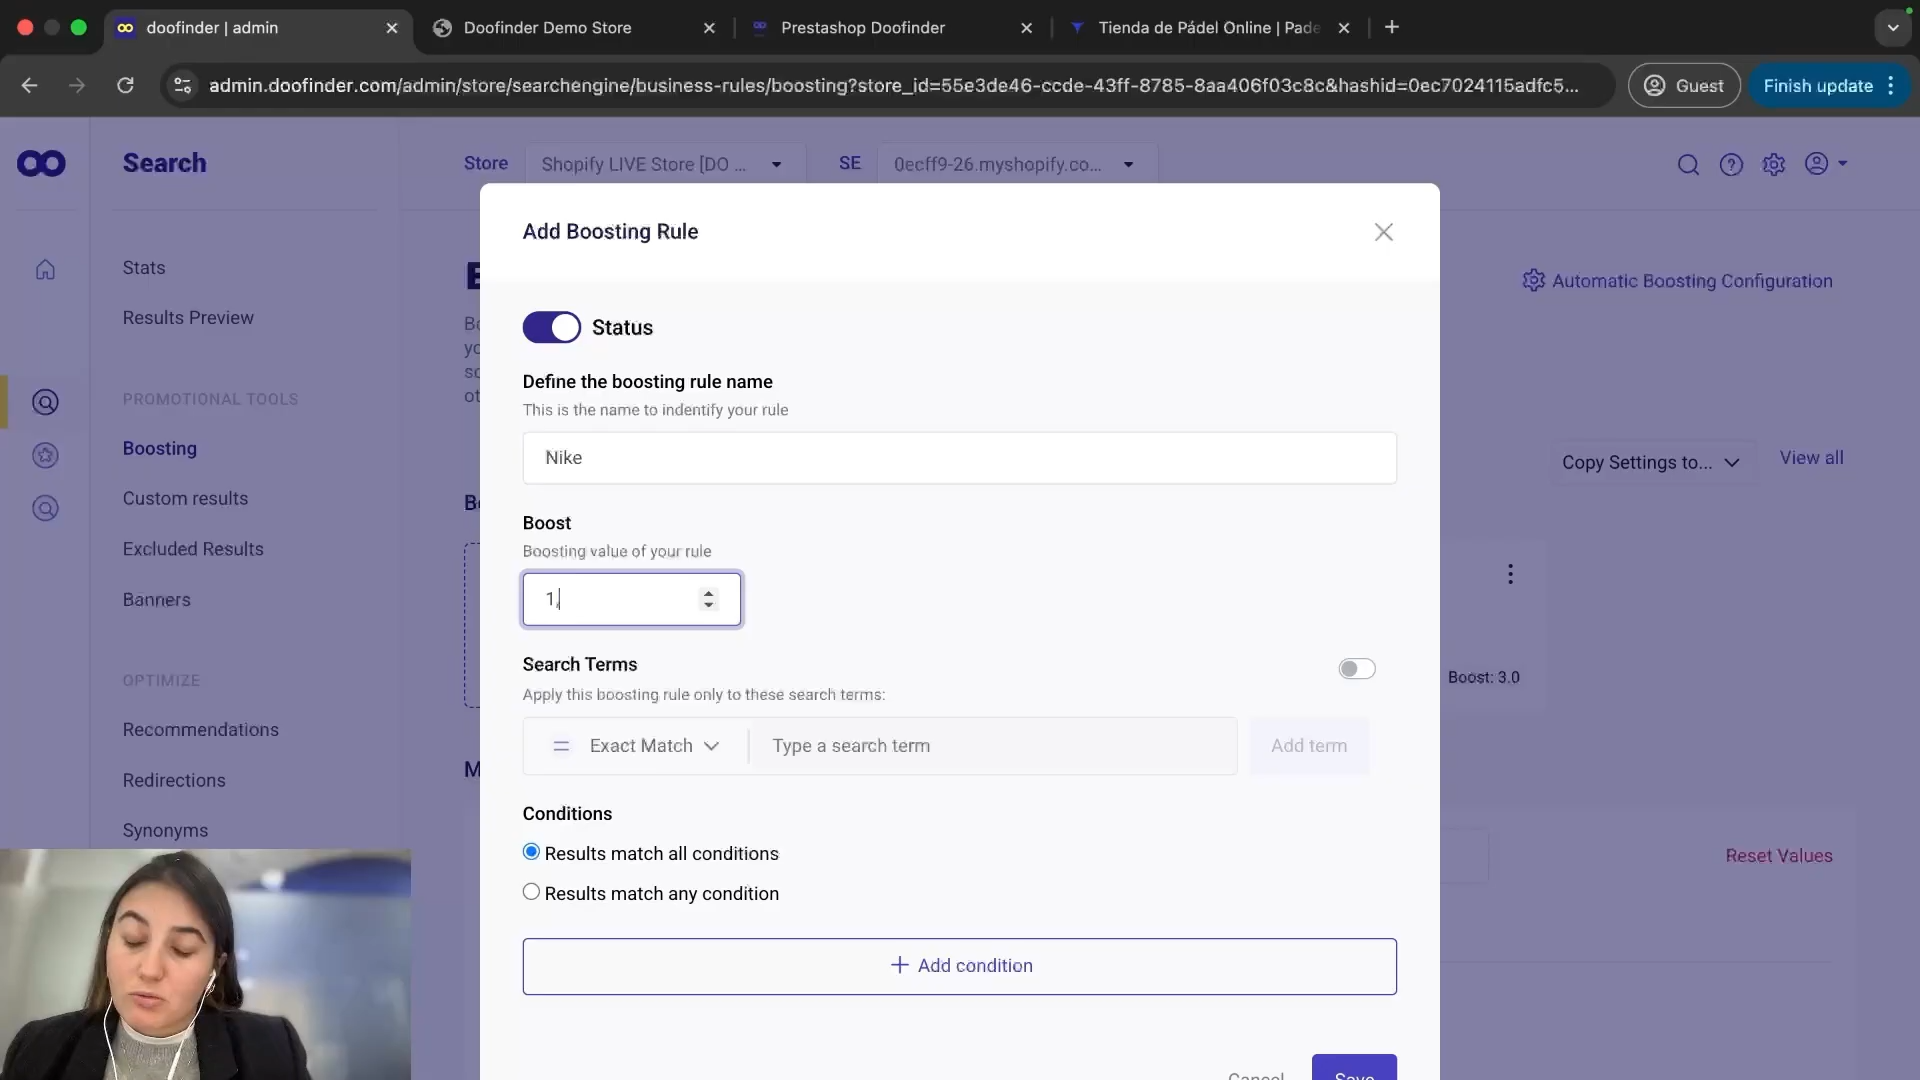 doofinder | admin
Doofinder Demo Store
Prestashop Doofinder
Tienda de Pádel Online | Pade
admin.doofinder.com/admin/store/searchengine/business-rules/boosting?store_id=55e3de46-ccde-43ff-8785-8aa406f03c8c&hashid=0ec7024115adfc5...
Guest
Finish update
Search
Store
Shopify LIVE Store [DO ...
SE
0ecff9-26.myshopify.co...
Add Boosting Rule
Stats
Automatic Boosting Configuration
Results Preview
Status
Define the boosting rule name
PROMOTIONAL TOOLS
This is the name to indentify your rule
Boosting
Nike
Copy Settings to...
View all
Custom results
Boost
Excluded Results
Boosting value of your rule
Banners
1,
Search Terms
OPTIMIZE
Boost: 3.0
Apply this boosting rule only to these search terms:
Recommendations
Exact Match
Type a search term
Add term
Redirections
Conditions
Synonyms
Results match all conditions
Reset Values
Results match any condition
Add condition
Cancel
Save